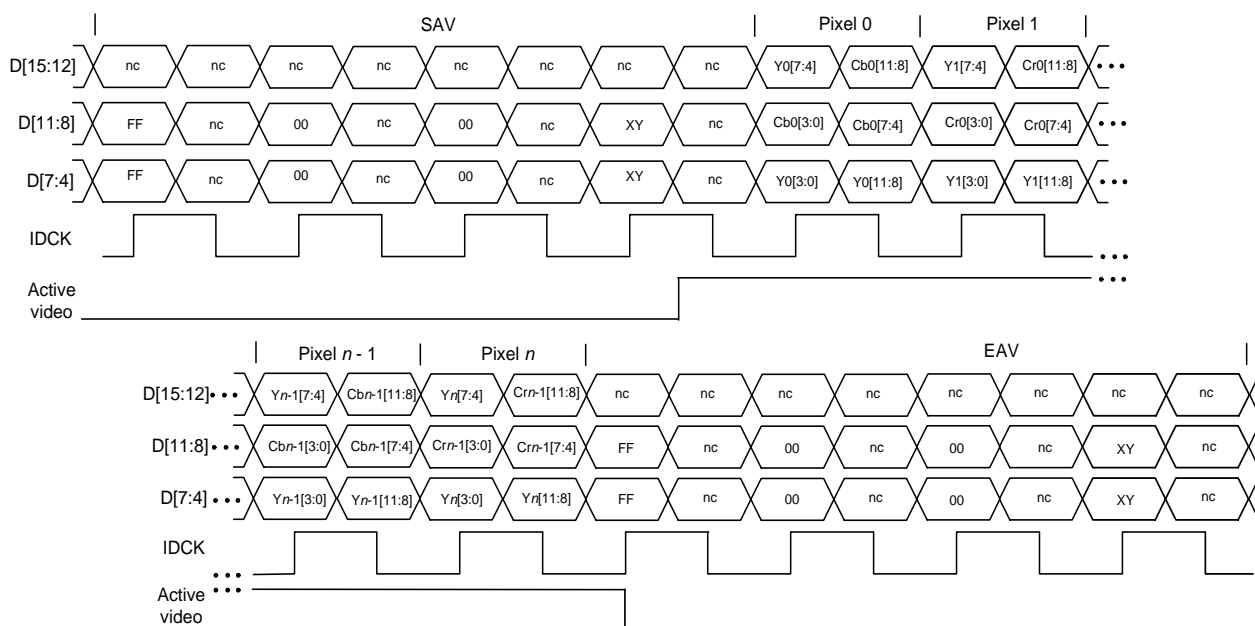 SAV Pixel 0 Pixel 1
D[15:12] nc nc nc nc nc nc nc nc Y0[7:4] Cb0[11:8] Y1[7:4] Cr0[11:8]
D[11:8] FF nc 00 nc 00 nc XY nc Cb0[3:0] Cb0[7:4] Cr0[3:0] Cr0[7:4]
D[7:4] FF nc 00 nc 00 nc XY nc Y0[3:0] Y0[11:8] Y1[3:0] Y1[11:8]
IDCK
Active
video
Pixel n - 1 Pixel n EAV
D[15:12] Yn-1[7:4] Cbn-1[11:8] Yn[7:4] Crn-1[11:8] nc nc nc nc nc nc nc nc
D[11:8] Cbn-1[3:0] Cbn-1[7:4] Crn-1[3:0] Crn-1[7:4] FF nc 00 nc 00 nc XY nc
D[7:4] Yn-1[3:0] Yn-1[11:8] Yn[3:0] Yn[11:8] FF nc 00 nc 00 nc XY nc
IDCK
Active
video